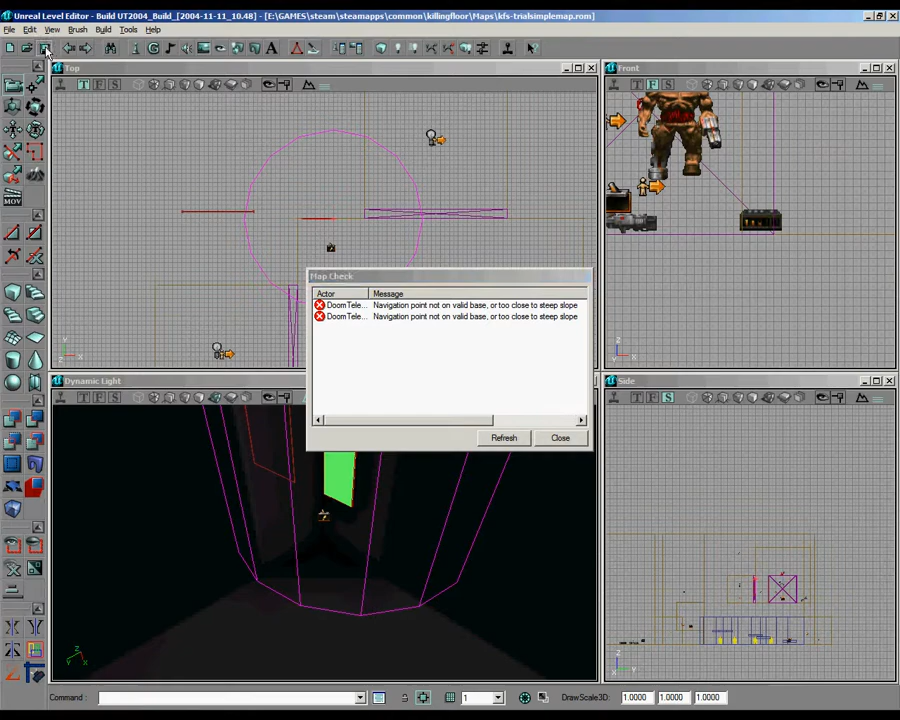 Unreal Level Editor - Build UT2004_Build_[2004-11-11_10.48] - [E:\GAMES\steam\steamapps\common\killingfloor\Maps\kfs-trialsimplemap.rom]
File Edit View Brush Build Tools Help
Top
Front
T F S
T F S
MOV
Map Check
Actor Message
DoomTele... Navigation point not on valid base, or too close to steep slope
DoomTele... Navigation point not on valid base, or too close to steep slope
Refresh Close
Dynamic Light
Side
T F S
T F S
Command :
1
DrawScale3D: 1.0000 1.0000 1.0000